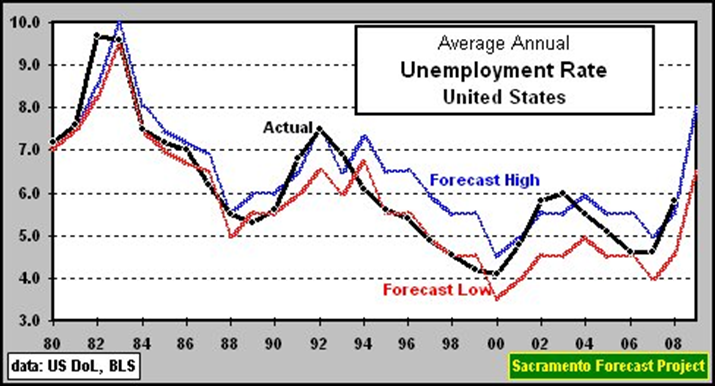 Average Annual
Unemployment Rate
United States
10.0
9.0
8.0
7.0
6.0
5.0
4.0
3.0
Actual
Forecast High
Forecast Low
80 82 84 86 88 90 92 94 96 98 00 02 04 06 08
data: US DoL, BLS
Sacramento Forecast Project